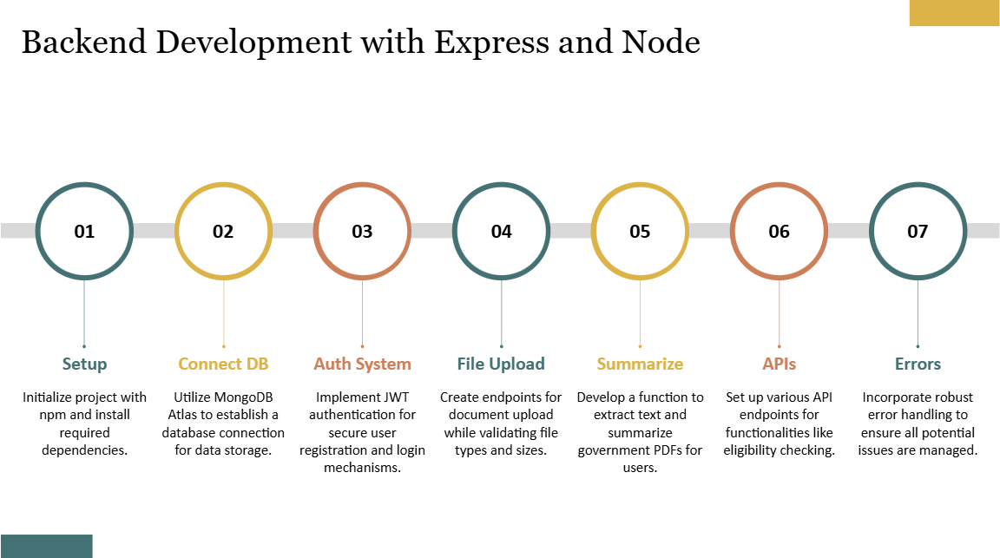 Backend Development with Express and Node
01
02
03
04
05
06
07
Setup
Initialize project with
npm and install
required
dependencies.
Connect DB
Utilize MongoDB
Atlas to establish a
database connection
for data storage.
Auth System
Implement JWT
authentication for
secure user
registration and login
mechanisms.
File Upload
Create endpoints for
document upload
while validating file
types and sizes.
Summarize
Develop a function to
extract text and
summarize
government PDFs for
users.
APIs
Set up various API
endpoints for
functionalities like
eligibility checking.
Errors
Incorporate robust
error handling to
ensure all potential
issues are managed.